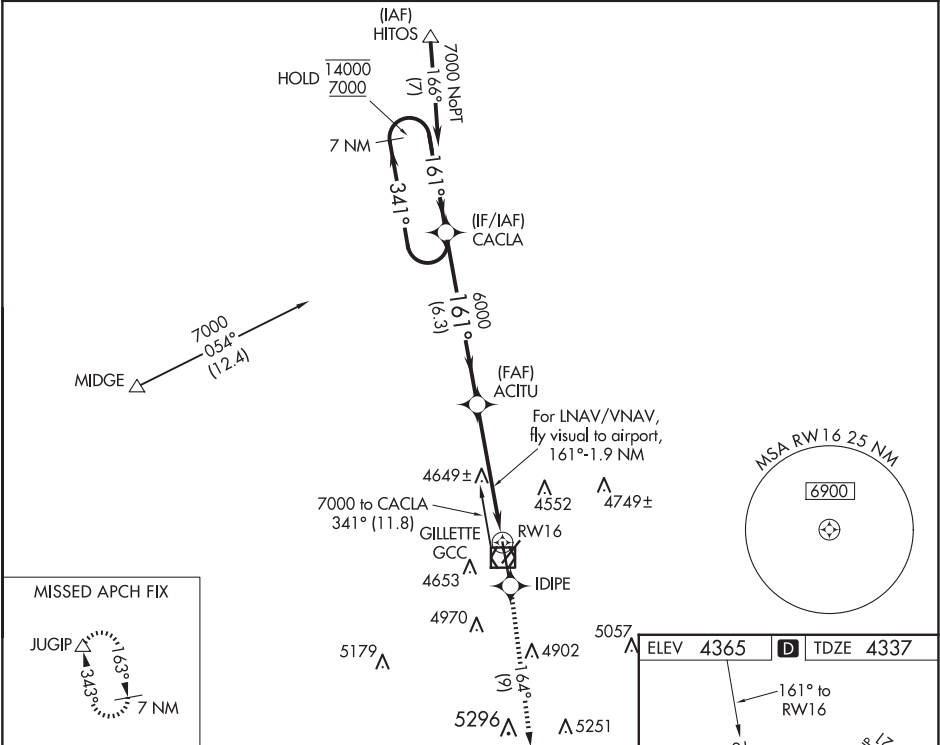 (IAF)
HITOS
7000 NoPT
166°
(7)
HOLD 14000
7000
7 NM
161°
341°
(IF/IAF)
CACLA
6000
161°
(6.3)
7000
054°
(12.4)
MIDGE
(FAF)
ACITU
For LNAV/VNAV,
fly visual to airport,
161°-1.9 NM
MSA RW16 25 NM
6900
4649±
4552
4749±
7000 to CACLA
341° (11.8)
GILLETTE
GCC
RW16
4653
IDIPE
4970
5179
4902
5057
164°
(9)
5296
5251
MISSED APCH FIX
JUGIP
163°
343°
7 NM
ELEV 4365 D TDZE 4337
161° to
RW16